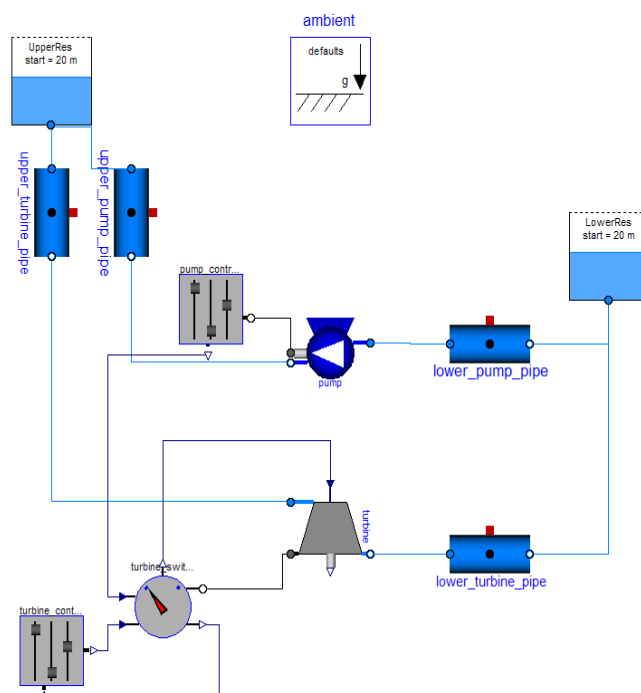 ambient
UpperRes
start = 20 m
defaults
g
upper_turbine_pipe
upper_pump_pipe
LowerRes
start = 20 m
pump_contr...
pump
lower_pump_pipe
turbine
turbine_swit...
lower_turbine_pipe
turbine_cont...